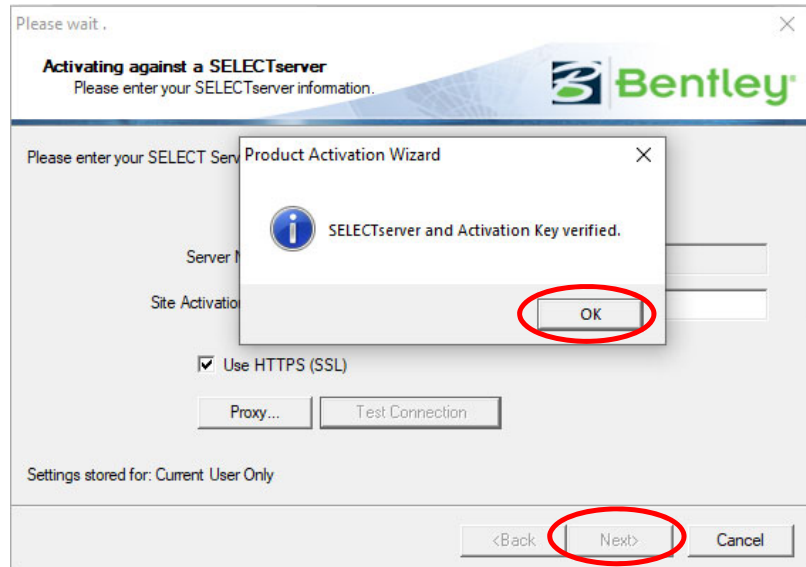 Please wait .
Activating against a SELECTserver
Please enter your SELECTserver information.
Bentley
Please enter your SELECT Serv
Product Activation Wizard
SELECTserver and Activation Key verified.
Server N
Site Activation
OK
Use HTTPS (SSL)
Proxy...
Test Connection
Settings stored for: Current User Only
<Back
Next>
Cancel